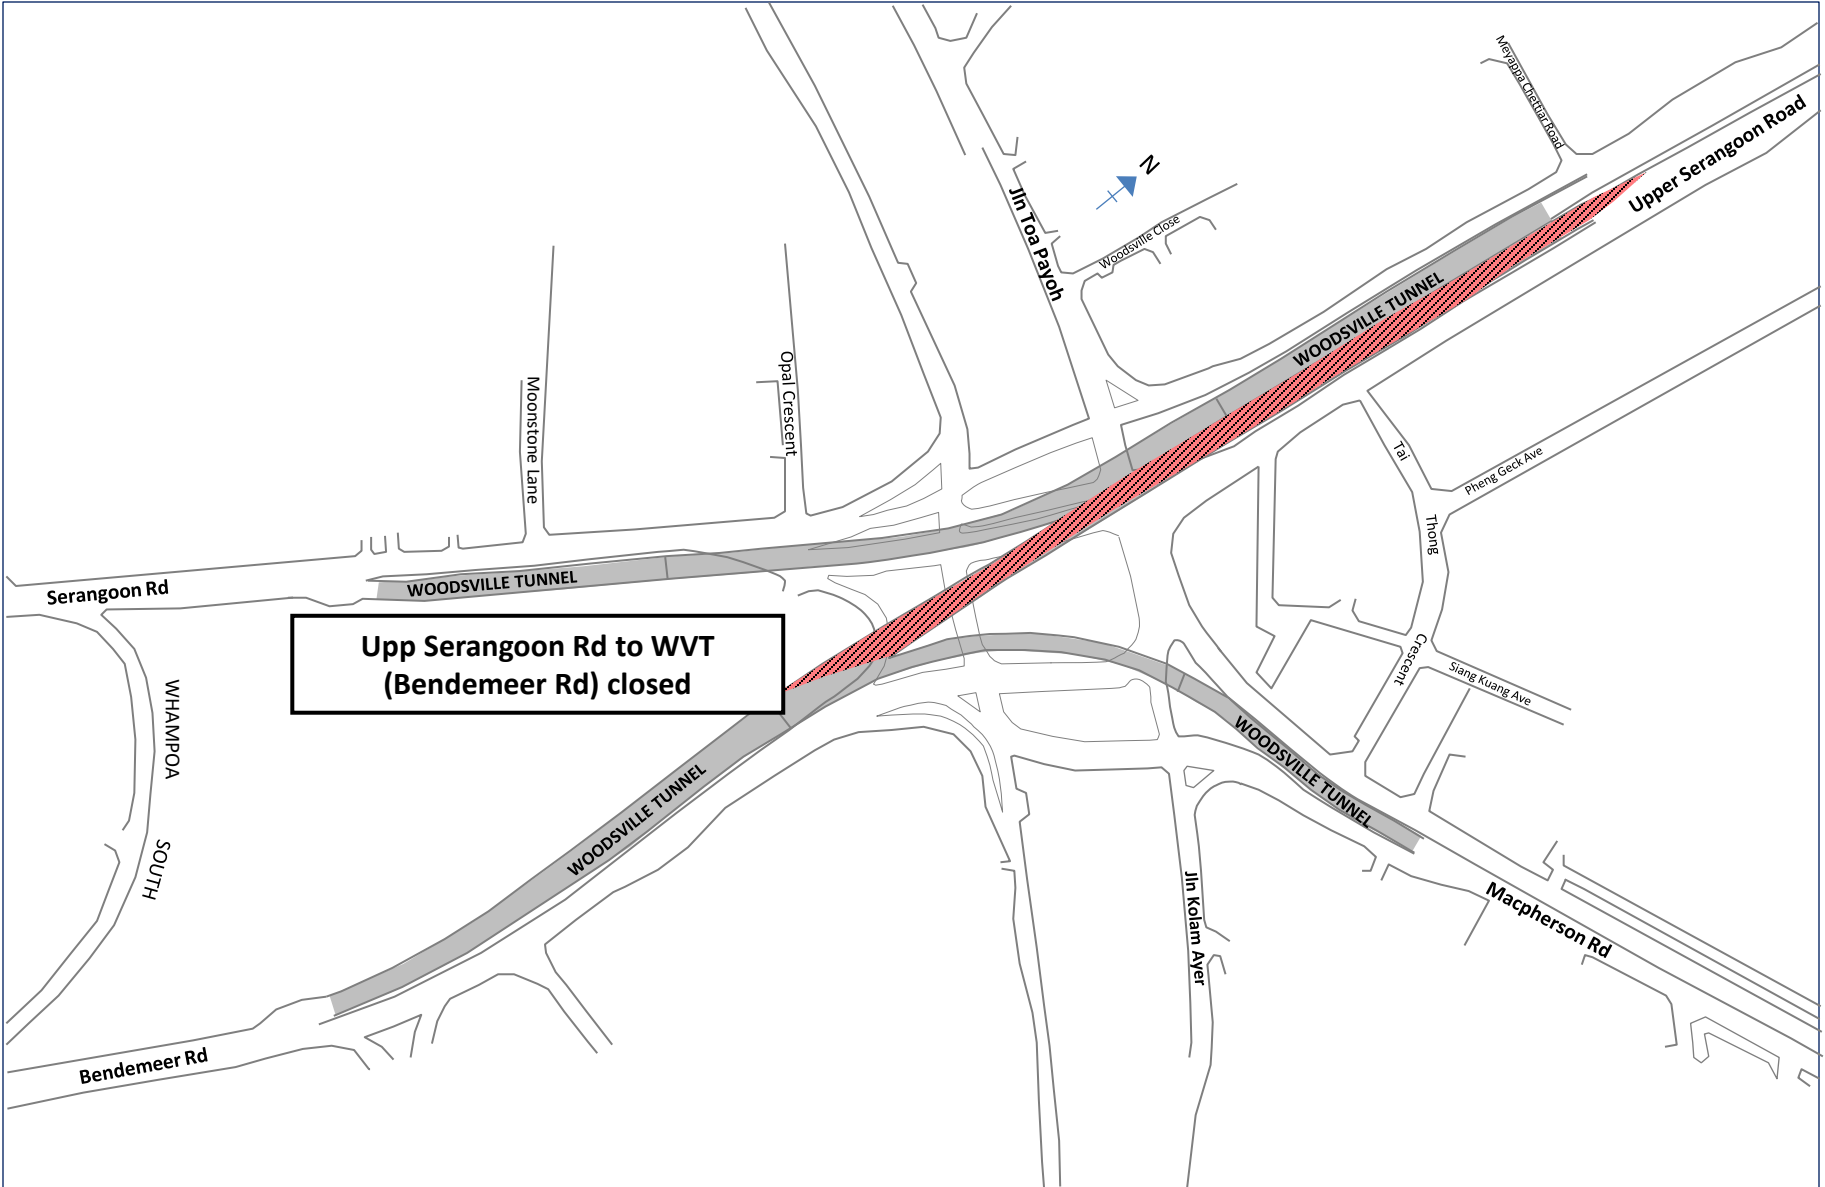 Meyappa Chettiar Road
Upper Serangoon Road
N
Jln Toa Payoh
Woodsville Close
WOODSVILLE TUNNEL
Opal Crescent
Moonstone Lane
Tai
Thong
Crescent
Pheng Geck Ave
Siang Kuang Ave
Serangoon Rd
WOODSVILLE TUNNEL
Upp Serangoon Rd to WVT
(Bendemeer Rd) closed
WHAMPOA
SOUTH
WOODSVILLE TUNNEL
WOODSVILLE TUNNEL
Jln Kolam Ayer
Macpherson Rd
Bendemeer Rd